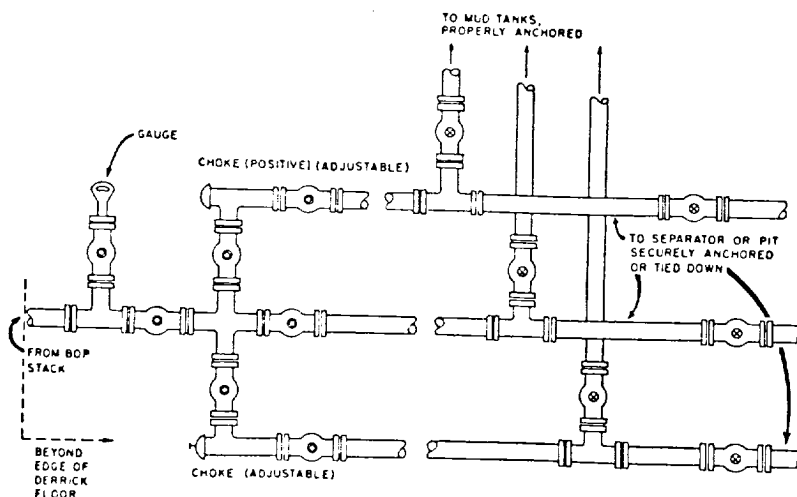 TO MUD TANKS,
PROPERLY ANCHORED
GAUGE
CHOKE (POSITIVE) (ADJUSTABLE)
TO SEPARATOR OR PIT
SECURELY ANCHORED
OR TIED DOWN
FROM BOP
STACK
BEYOND
EDGE OF
DERRICK
FLOOR
CHOKE (ADJUSTABLE)